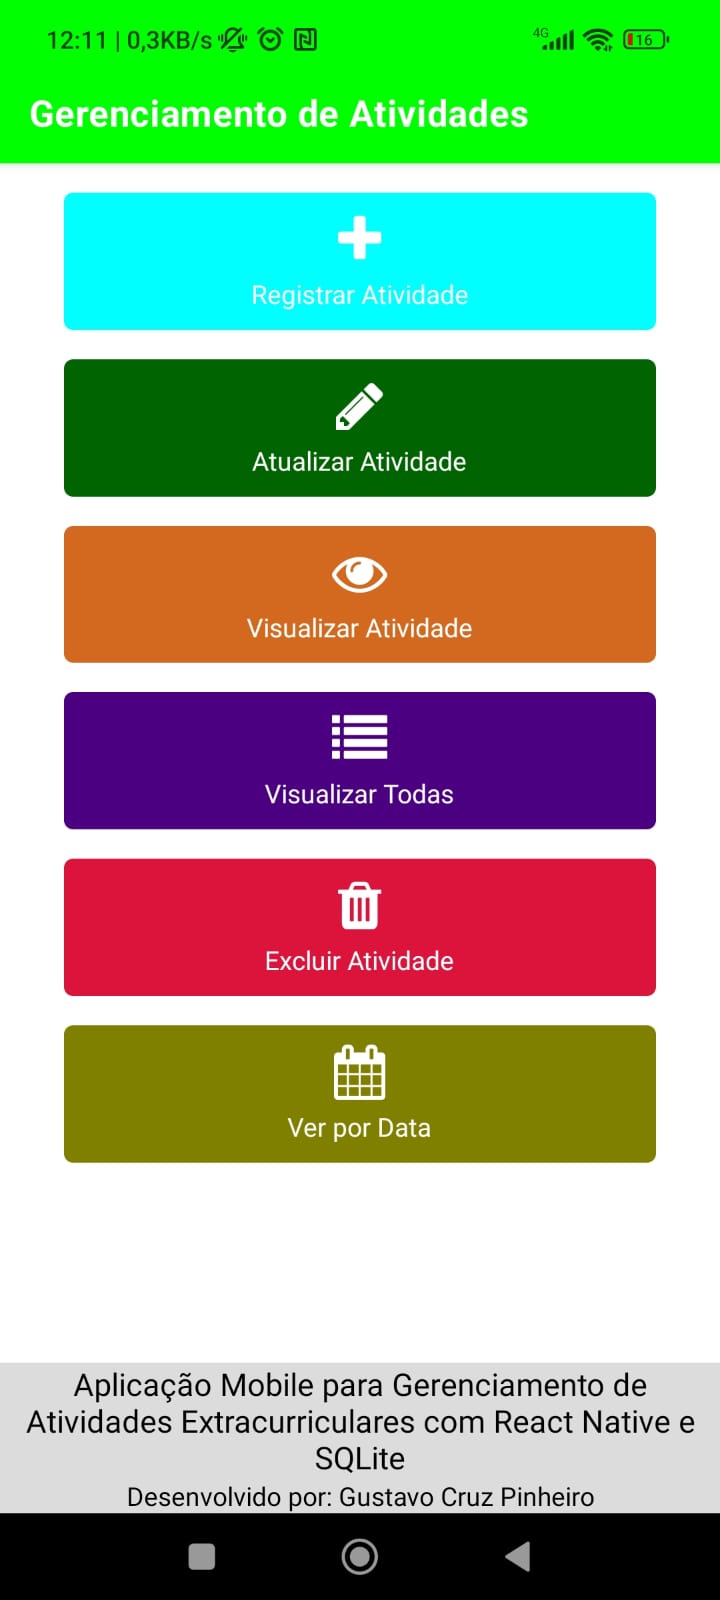 12:11 | 0,3KB/s 4G 16
Gerenciamento de Atividades
Registrar Atividade
Atualizar Atividade
Visualizar Atividade
Visualizar Todas
Excluir Atividade
Ver por Data
Aplicação Mobile para Gerenciamento de
Atividades Extracurriculares com React Native e
SQLite
Desenvolvido por: Gustavo Cruz Pinheiro